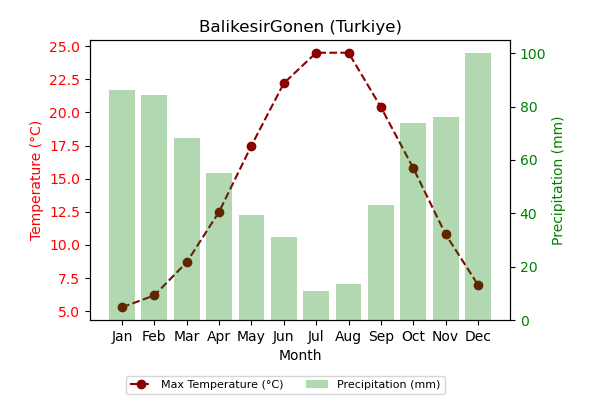 BalikesirGonen (Turkiye)
25.0
22.5
20.0
17.5
15.0
12.5
10.0
7.5
5.0
Temperature (°C)
100
80
60
40
20
0
Precipitation (mm)
Jan Feb Mar Apr May Jun Jul Aug Sep Oct Nov Dec
Month
Max Temperature (°C) Precipitation (mm)